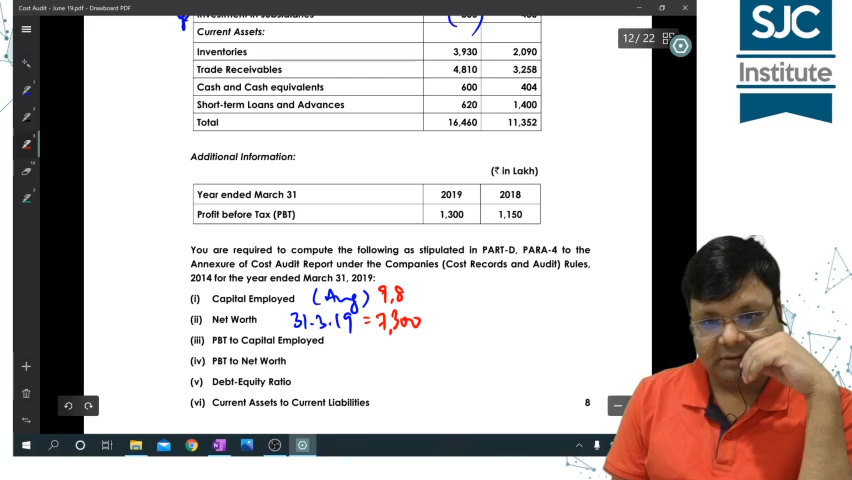 Cost Audit - June 19.pdf - Drawboard PDF
SJC
Institute
12 / 22
Investment in subsidiaries
Current Assets:
Inventories 3,930 2,090
Trade Receivables 4,810 3,258
Cash and Cash equivalents 600 404
Short-term Loans and Advances 620 1,400
Total 16,460 11,352
Additional Information:
(₹ in Lakh)
Year ended March 31 2019 2018
Profit before Tax (PBT) 1,300 1,150
You are required to compute the following as stipulated in PART-D, PARA-4 to the
Annexure of Cost Audit Report under the Companies (Cost Records and Audit) Rules,
2014 for the year ended March 31, 2019:
(i) Capital Employed (Avg) 9,8
(ii) Net Worth 31.3.19 = 7,300
(iii) PBT to Capital Employed
(iv) PBT to Net Worth
(v) Debt-Equity Ratio
(vi) Current Assets to Current Liabilities 8